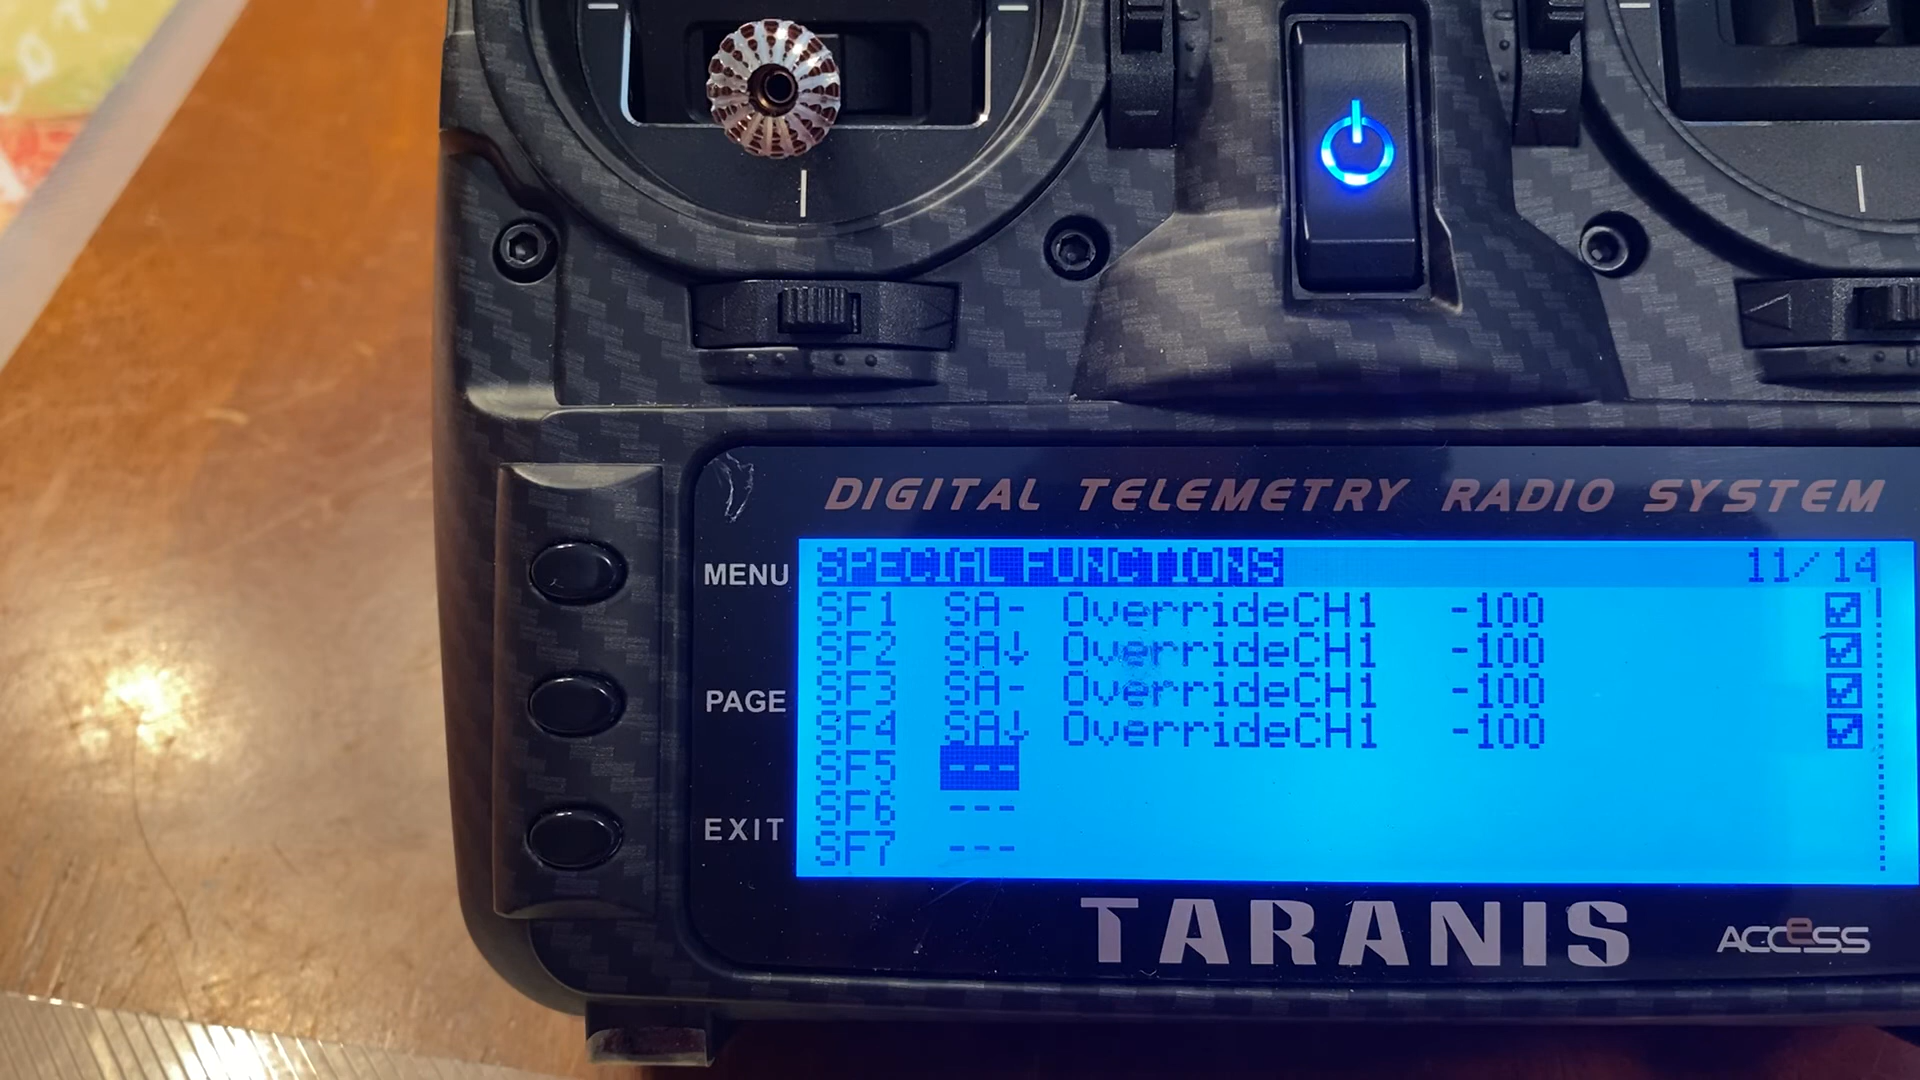 DIGITAL TELEMETRY RADIO SYSTEM
MENU
PAGE
EXIT
SPECIAL FUNCTIONS 11/14
SF1 SA- OverrideCH1 -100
SF2 SA↓ OverrideCH1 -100
SF3 SA- OverrideCH1 -100
SF4 SA↓ OverrideCH1 -100
SF5 ---
SF6 ---
SF7 ---
TARANIS
ACCeSS